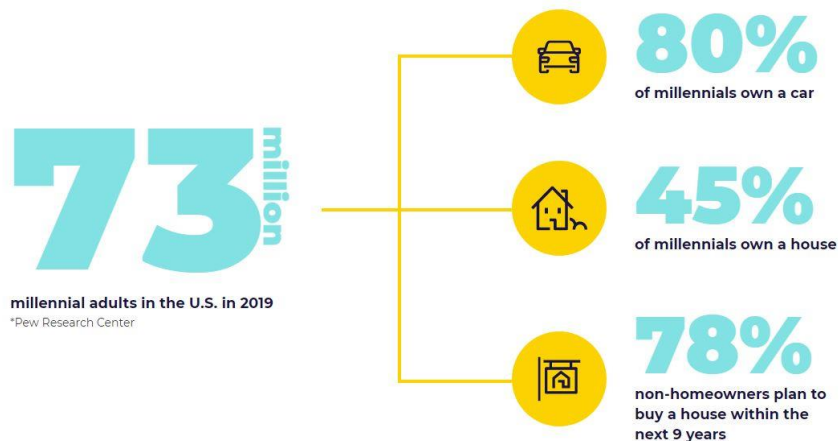 73 million
millennial adults in the U.S. in 2019
*Pew Research Center
80%
of millennials own a car
45%
of millennials own a house
78%
non-homeowners plan to
buy a house within the
next 9 years